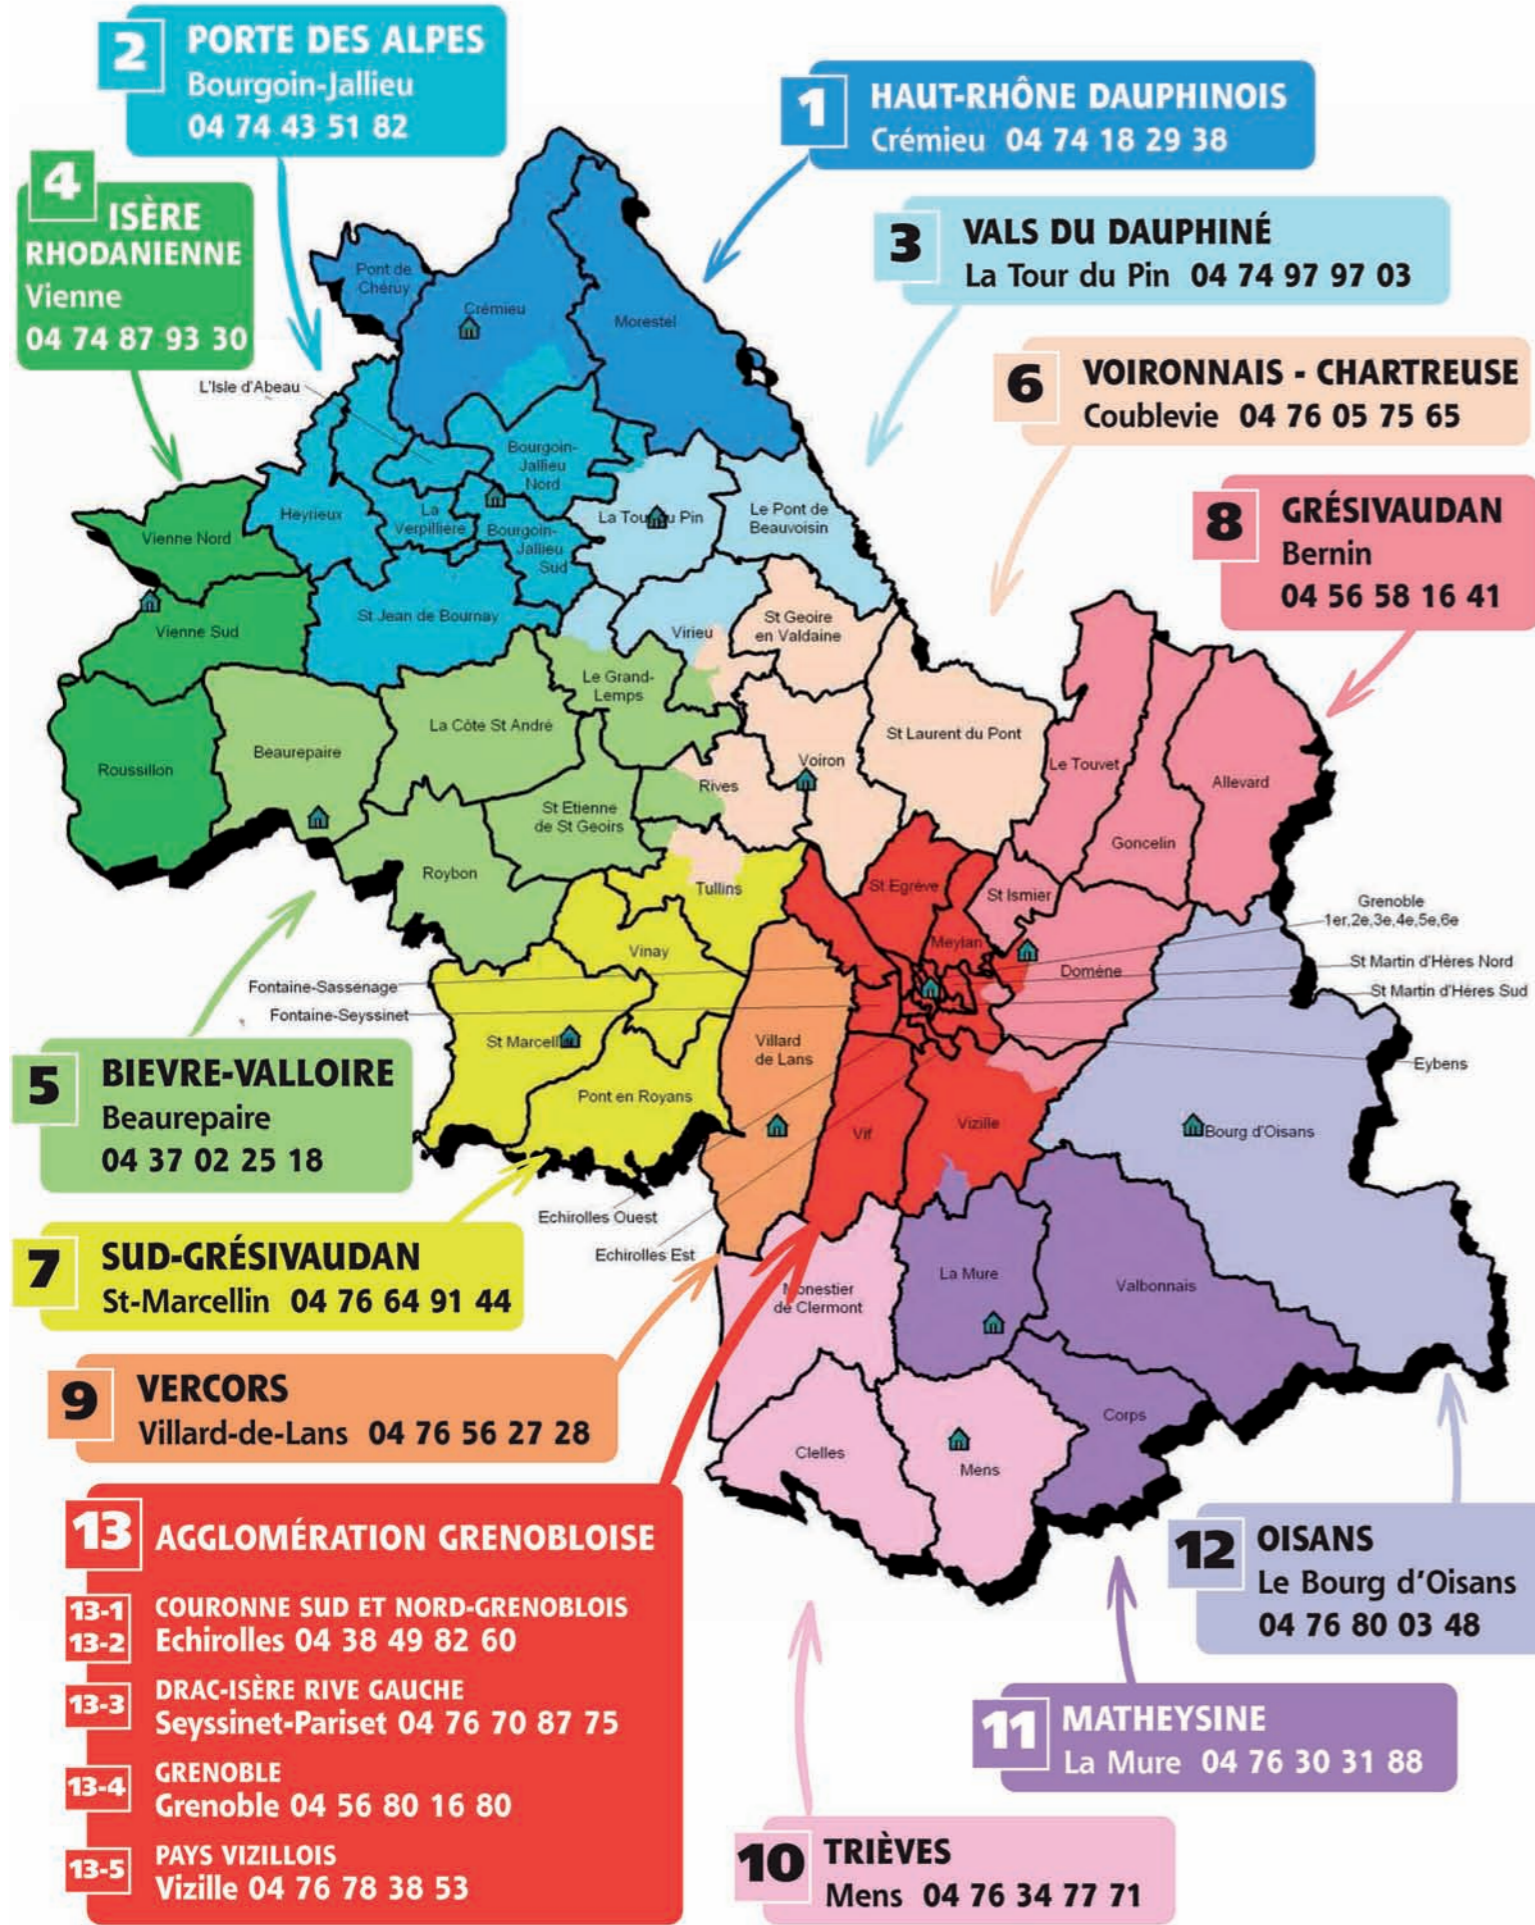 2
PORTE DES ALPES
Bourgoin-Jallieu
04 74 43 51 82
1
HAUT-RHÔNE DAUPHINOIS
Crémieu 04 74 18 29 38
4
ISÈRE
RHODANIENNE
Vienne
04 74 87 93 30
3
VALS DU DAUPHINÉ
La Tour du Pin 04 74 97 97 03
6
VOIRONNAIS - CHARTREUSE
Coublevie 04 76 05 75 65
8
GRÉSIVAUDAN
Bernin
04 56 58 16 41
Pont de
Chéruy
Crémieu
Morestel
L'Isle d'Abeau
Bourgoin-
Jallieu
Nord
Heyrieux
La
Verpilliere
Bourgoin-
Jallieu
Sud
La Tour du Pin
Le Pont de
Beauvoisin
Vienne Nord
Vienne Sud
St Jean de Bournay
Virieu
St Geoire
en Valdaine
Le Grand-
Lemps
La Côte St André
Beaurepaire
Roussillon
St Laurent du Pont
Voiron
Rives
Le Touvet
Allevard
St Etienne
de St Geoirs
Goncelin
Roybon
Tullins
St Egrève
St Ismier
Grenoble
1er,2e,3e,4e,5e,6e
Vinay
Meylan
Domène
St Martin d'Hères Nord
St Martin d'Hères Sud
Fontaine-Sassenage
Fontaine-Seyssinet
St Marcell
Villard
de Lans
Eybens
Pont en Royans
Vif
Vizille
Bourg d'Oisans
Echirolles Ouest
Echirolles Est
La Mure
Valbonnais
Monestier
de Clermont
Corps
Clelles
Mens
5
BIEVRE-VALLOIRE
Beaurepaire
04 37 02 25 18
7
SUD-GRÉSIVAUDAN
St-Marcellin 04 76 64 91 44
9
VERCORS
Villard-de-Lans 04 76 56 27 28
13
AGGLOMÉRATION GRENOBLOISE
13-1
COURONNE SUD ET NORD-GRENOBLOIS
13-2
Echirolles 04 38 49 82 60
13-3
DRAC-ISÈRE RIVE GAUCHE
Seyssinet-Pariset 04 76 70 87 75
13-4
GRENOBLE
Grenoble 04 56 80 16 80
13-5
PAYS VIZILLOIS
Vizille 04 76 78 38 53
12
OISANS
Le Bourg d'Oisans
04 76 80 03 48
11
MATHEYSINE
La Mure 04 76 30 31 88
10
TRIÈVES
Mens 04 76 34 77 71